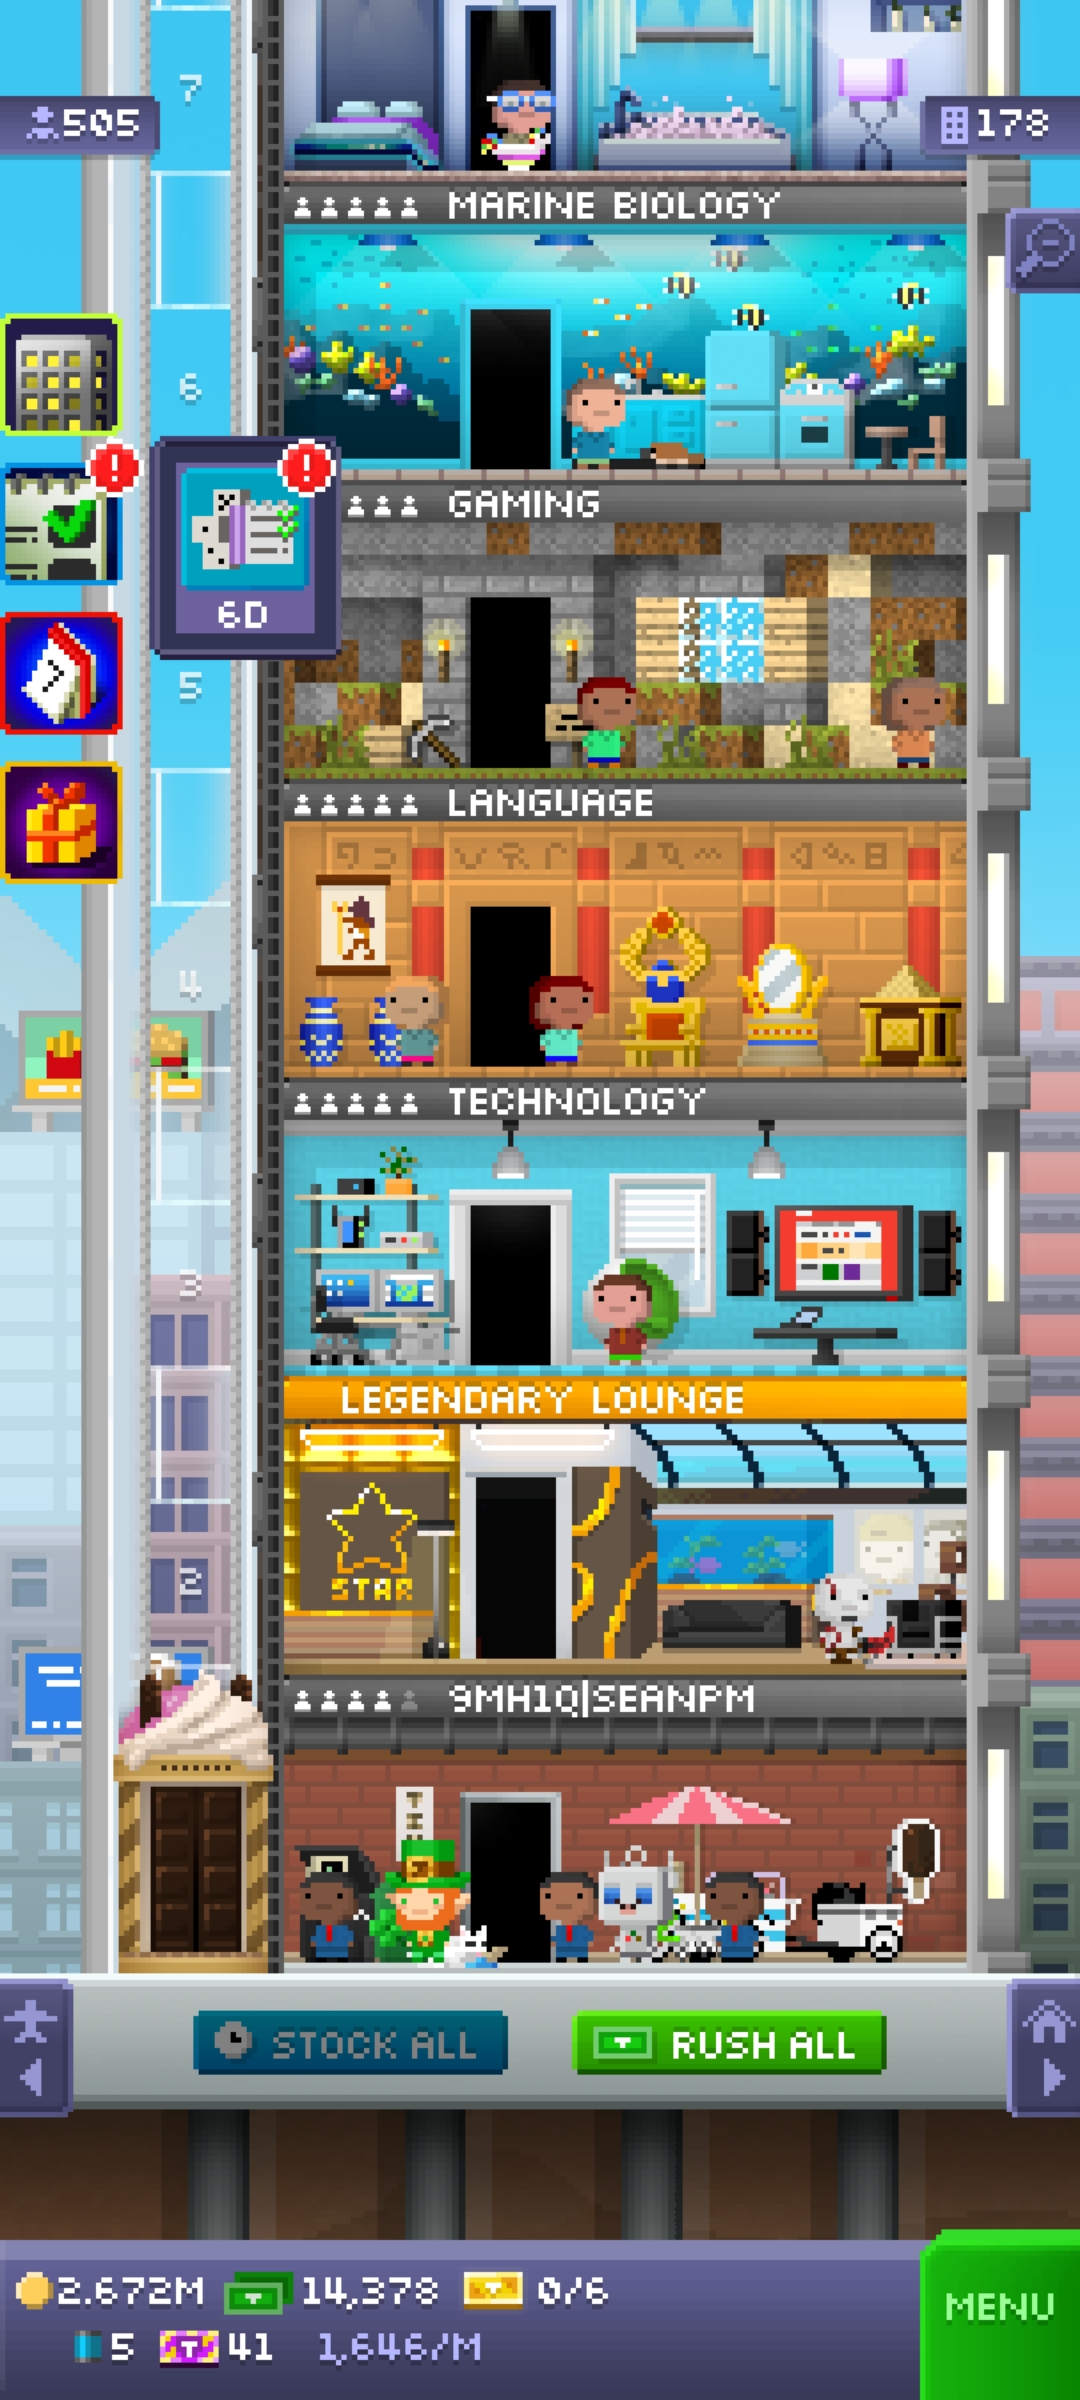 7
505
178
MARINE BIOLOGY
6
GAMING
6D
5
LANGUAGE
4
TECHNOLOGY
3
LEGENDARY LOUNGE
STAR
2
9MH1Q|SEANPM
STOCK ALL
RUSH ALL
2.672M 14,378 0/6
MENU
5 41 1,646/M